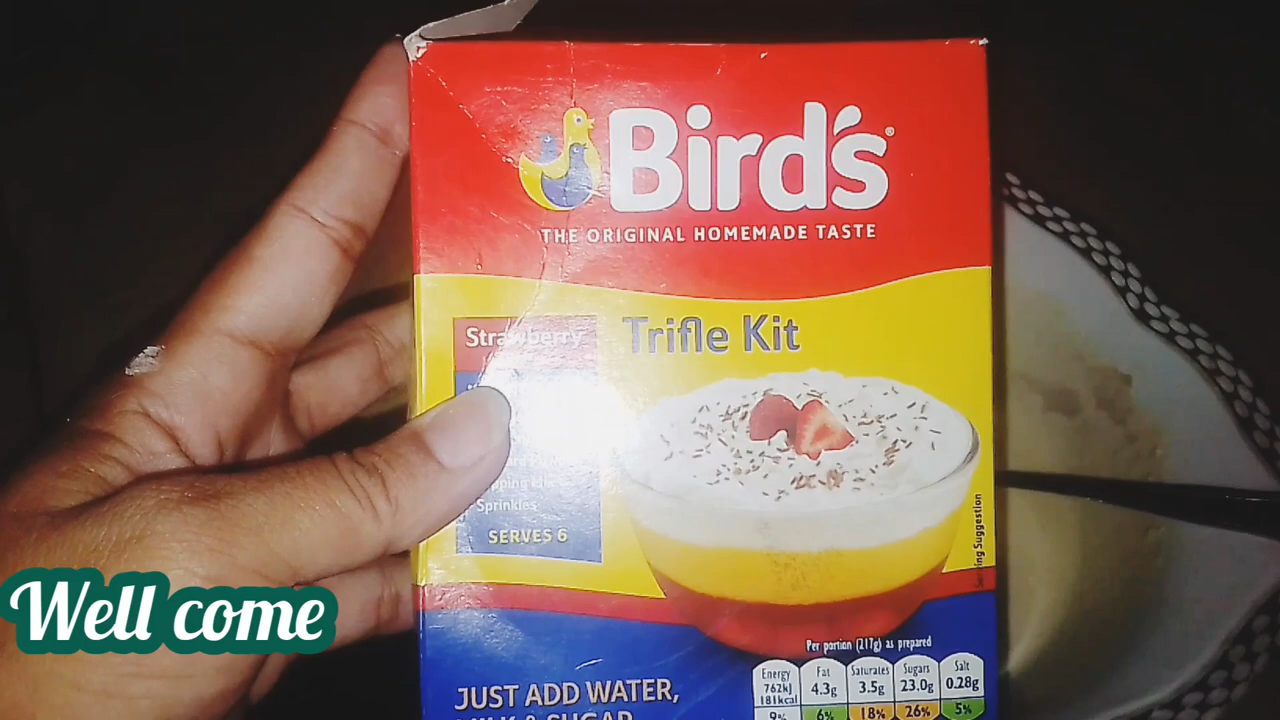 Bird's®
THE ORIGINAL HOMEMADE TASTE
Strawberry
Trifle Kit
Sprinkles
SERVES 6
Serving Suggestion
Well come
Per portion (217g) as prepared
Energy 762kJ 181kcal 9%
Fat 4.3g 6%
Saturates 3.5g 18%
Sugars 23.0g 26%
Salt 0.28g 5%
JUST ADD WATER,
MILK & SUGAR